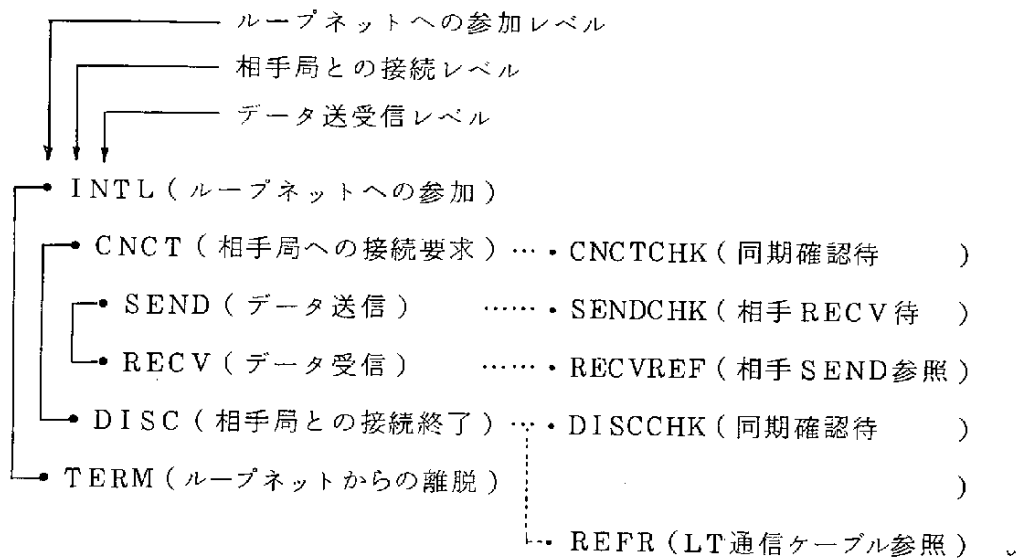 ループネットへの参加レベル
相手局との接続レベル
データ送受信レベル
・INTL(ループネットへの参加)
・CNCT(相手局への接続要求)…・CNCTCHK(同期確認待　　)
・SEND(データ送信)　……・SENDCHK(相手RECV待　)
・RECV(データ受信)　……・RECVREF(相手SEND参照)
・DISC(相手局との接続終了)…・DISCCHK(同期確認待　　)
・TERM(ループネットからの離脱)　　)
・REFR(LT通信ケーブル参照)